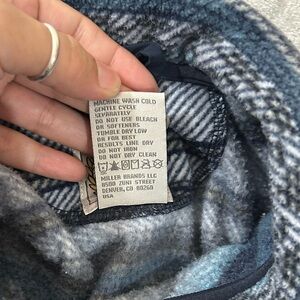 MACHINE WASH COLD
GENTLE CYCLE
SEPARATELY
DO NOT USE BLEACH
OR SOFTENERS
TUMBLE DRY LOW
OR FOR BEST
RESULTS LINE DRY
DO NOT IRON
DO NOT DRY CLEAN
MILLER BRANDS LLC
8500 ZUNI STREET
DENVER, CO 80260
USA